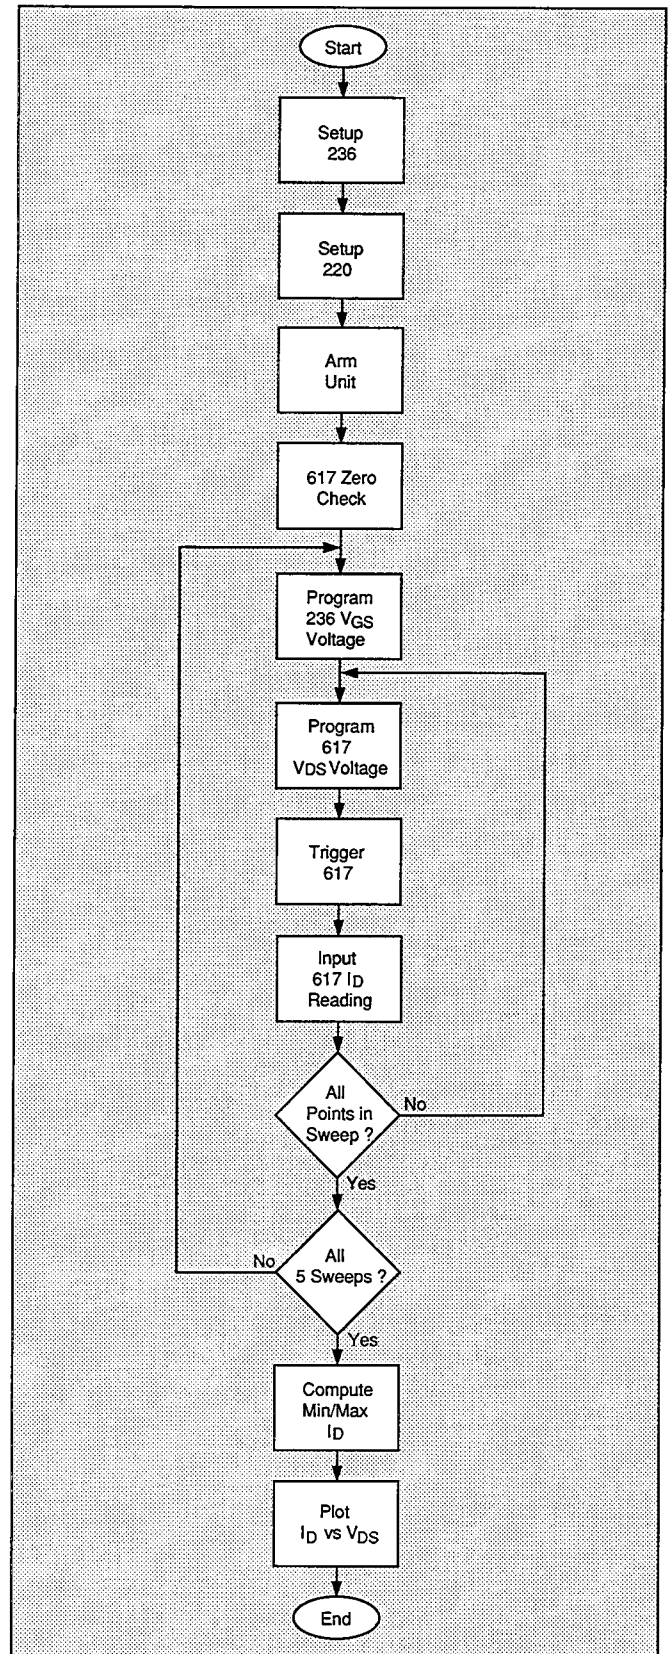 Start
Setup
236
Setup
220
Arm
Unit
617 Zero
Check
Program
236 VGS
Voltage
Program
617
VDS Voltage
Trigger
617
Input
617 ID
Reading
All
Points in
Sweep ?
No
Yes
All
5 Sweeps ?
No
Yes
Compute
Min/Max
ID
Plot
ID vs VDS
End